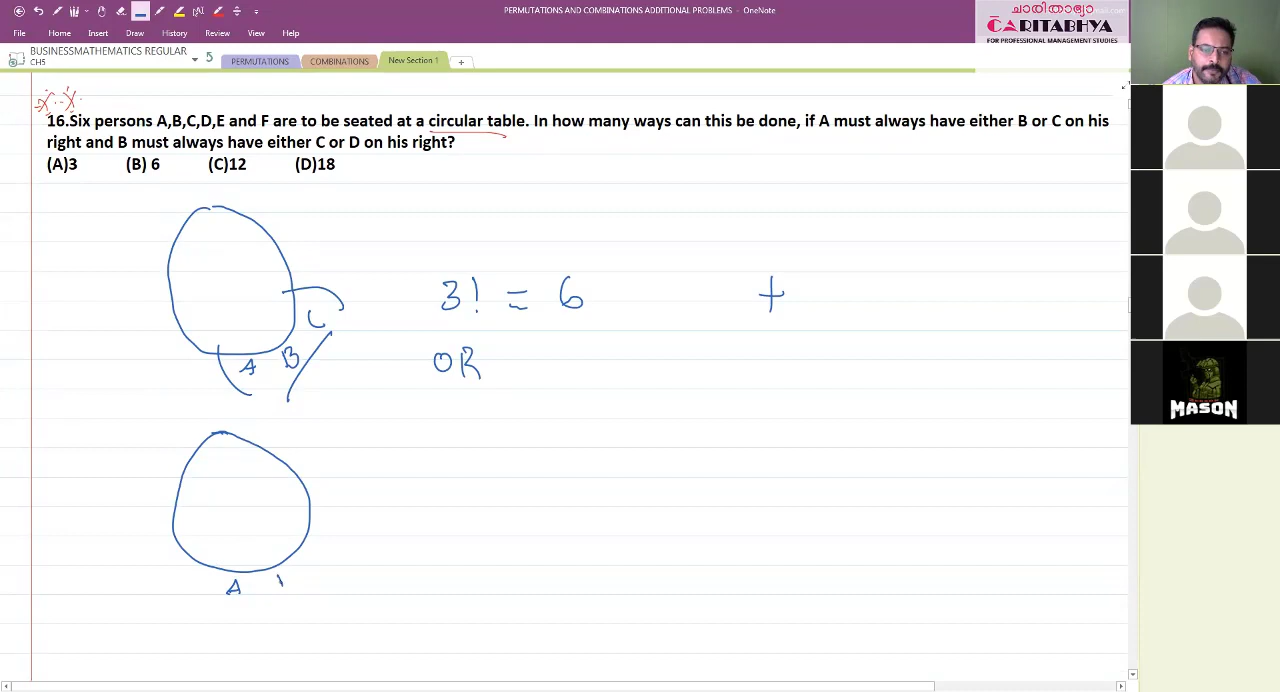 PERMUTATIONS AND COMBINATIONS ADDITIONAL PROBLEMS - OneNote
ചാരിതാഭ്യാ
CARITABHYA
FOR PROFESSIONAL MANAGEMENT STUDIES
File Home Insert Draw History Review View Help
BUSINESSMATHEMATICS REGULAR
CH5
PERMUTATIONS COMBINATIONS New Section 1
16.Six persons A,B,C,D,E and F are to be seated at a circular table. In how many ways can this be done, if A must always have either B or C on his
right and B must always have either C or D on his right?
(A)3 (B) 6 (C)12 (D)18
3! = 6 +
C
A B
OR
A
MASON